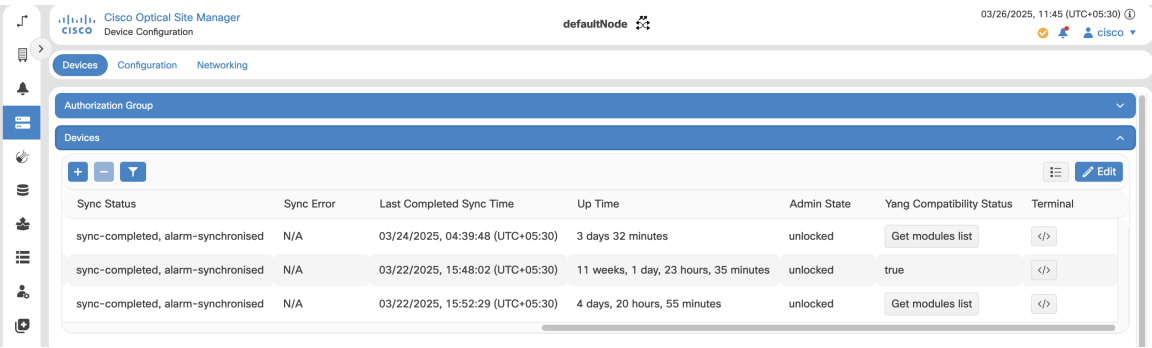 Cisco Optical Site Manager
CISCO Device Configuration
defaultNode
03/26/2025, 11:45 (UTC+05:30)
cisco
Devices Configuration Networking
Authorization Group
Devices
Edit
Sync Status Sync Error Last Completed Sync Time Up Time Admin State Yang Compatibility Status Terminal
sync-completed, alarm-synchronised N/A 03/24/2025, 04:39:48 (UTC+05:30) 3 days 32 minutes unlocked Get modules list </>
sync-completed, alarm-synchronised N/A 03/22/2025, 15:48:02 (UTC+05:30) 11 weeks, 1 day, 23 hours, 35 minutes unlocked true </>
sync-completed, alarm-synchronised N/A 03/22/2025, 15:52:29 (UTC+05:30) 4 days, 20 hours, 55 minutes unlocked Get modules list </>